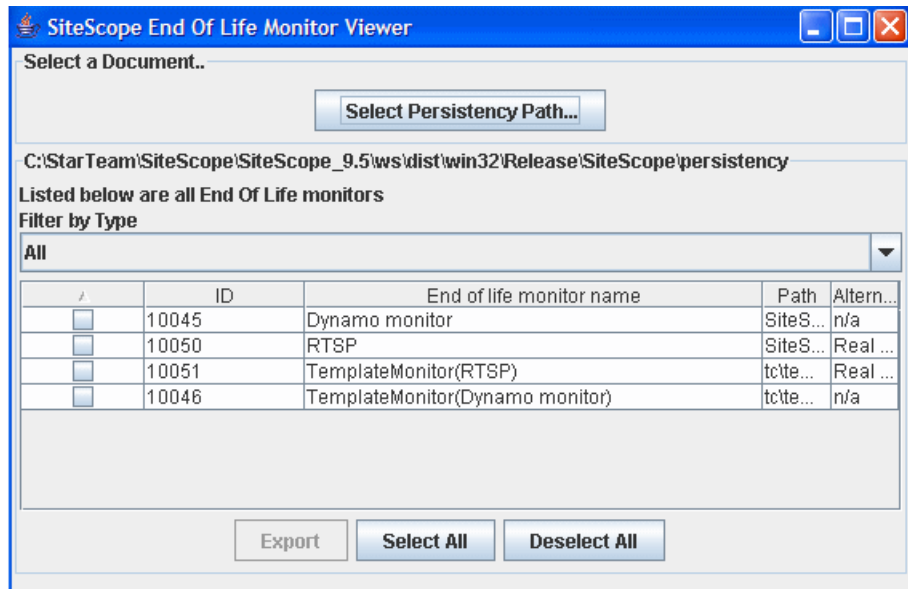 SiteScope End Of Life Monitor Viewer
Select a Document..
Select Persistency Path...
C:\StarTeam\SiteScope\SiteScope_9.5\ws\dist\win32\Release\SiteScope\persistency
Listed below are all End Of Life monitors
Filter by Type
All
ID End of life monitor name Path Altern...
10045 Dynamo monitor SiteS... n/a
10050 RTSP SiteS... Real ...
10051 TemplateMonitor(RTSP) tc\te... Real ...
10046 TemplateMonitor(Dynamo monitor) tc\te... n/a
Export Select All Deselect All